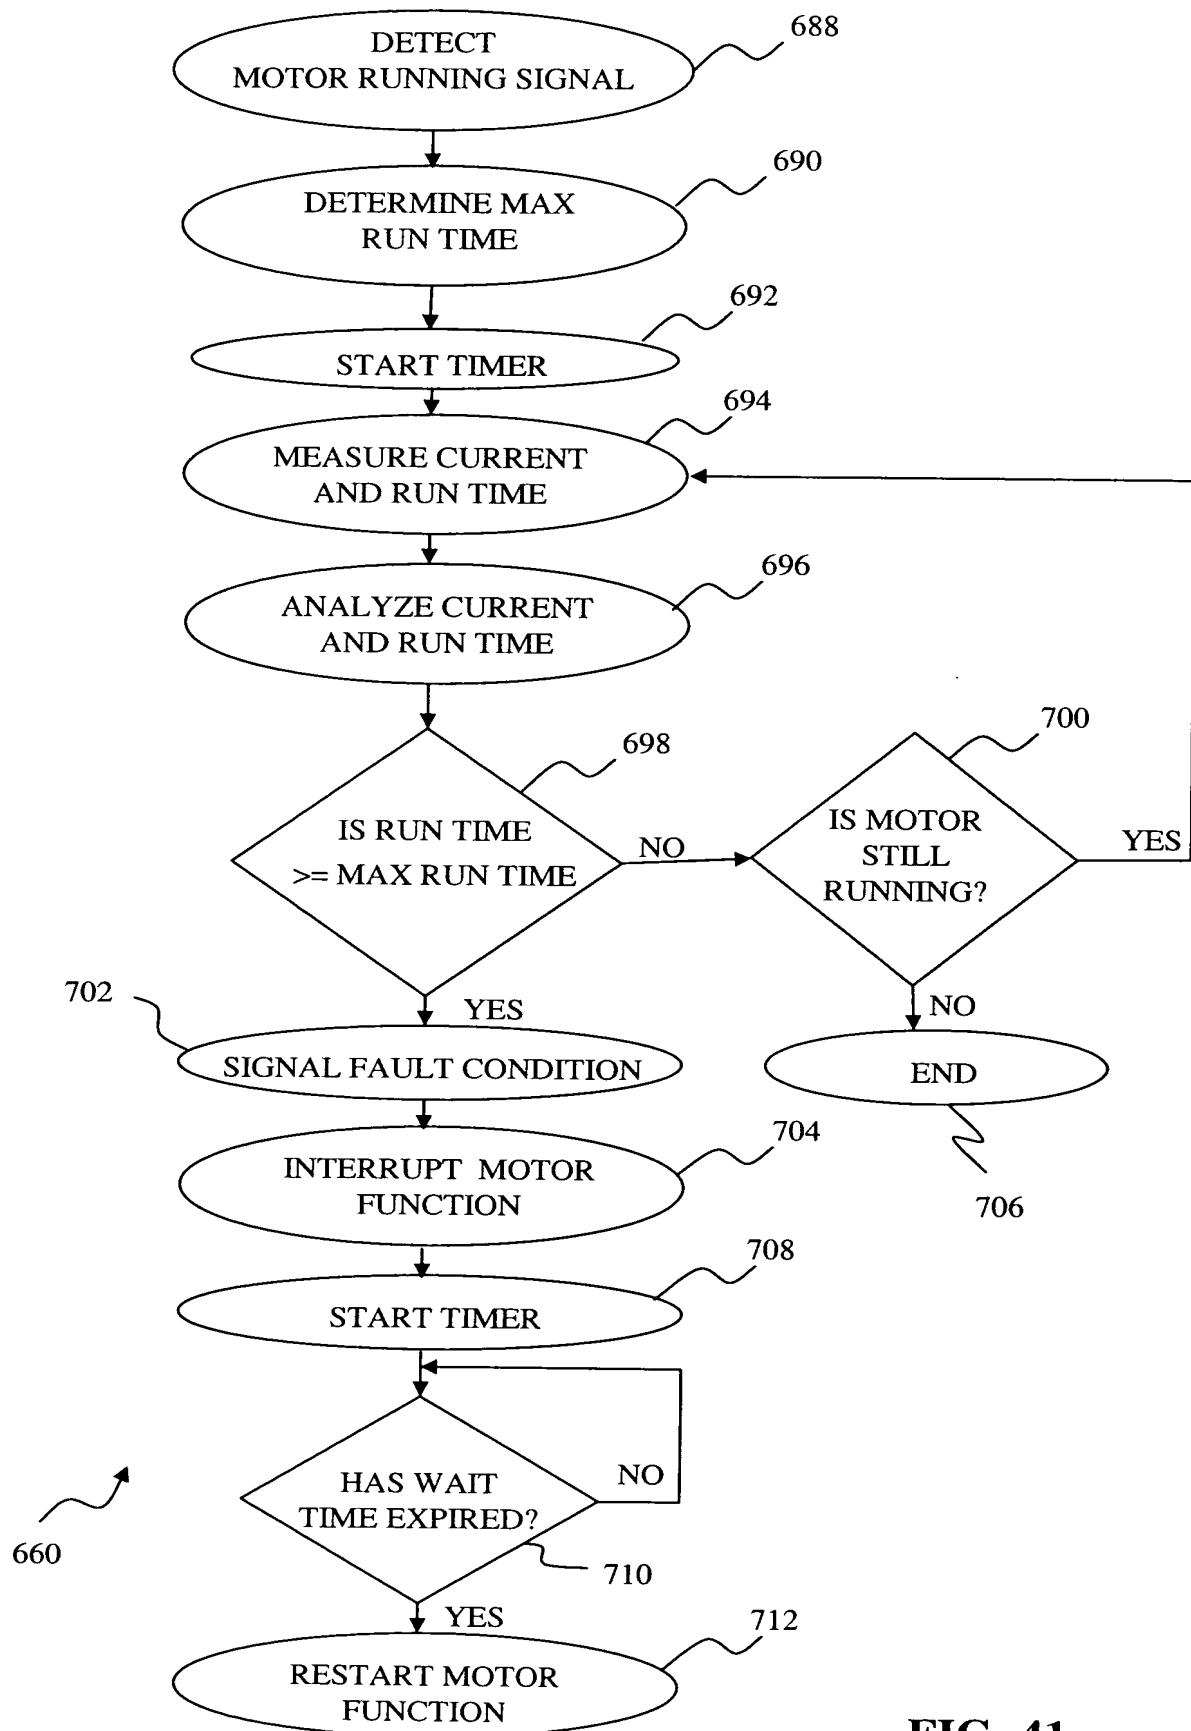 DETECT
MOTOR RUNNING SIGNAL
688
DETERMINE MAX
RUN TIME
690
START TIMER
692
MEASURE CURRENT
AND RUN TIME
694
ANALYZE CURRENT
AND RUN TIME
696
IS RUN TIME
>= MAX RUN TIME
698
NO
IS MOTOR
STILL
RUNNING?
700
YES
NO
END
706
YES
702
SIGNAL FAULT CONDITION
INTERRUPT MOTOR
FUNCTION
704
START TIMER
708
HAS WAIT
TIME EXPIRED?
NO
710
660
YES
RESTART MOTOR
FUNCTION
712
FIG. 41